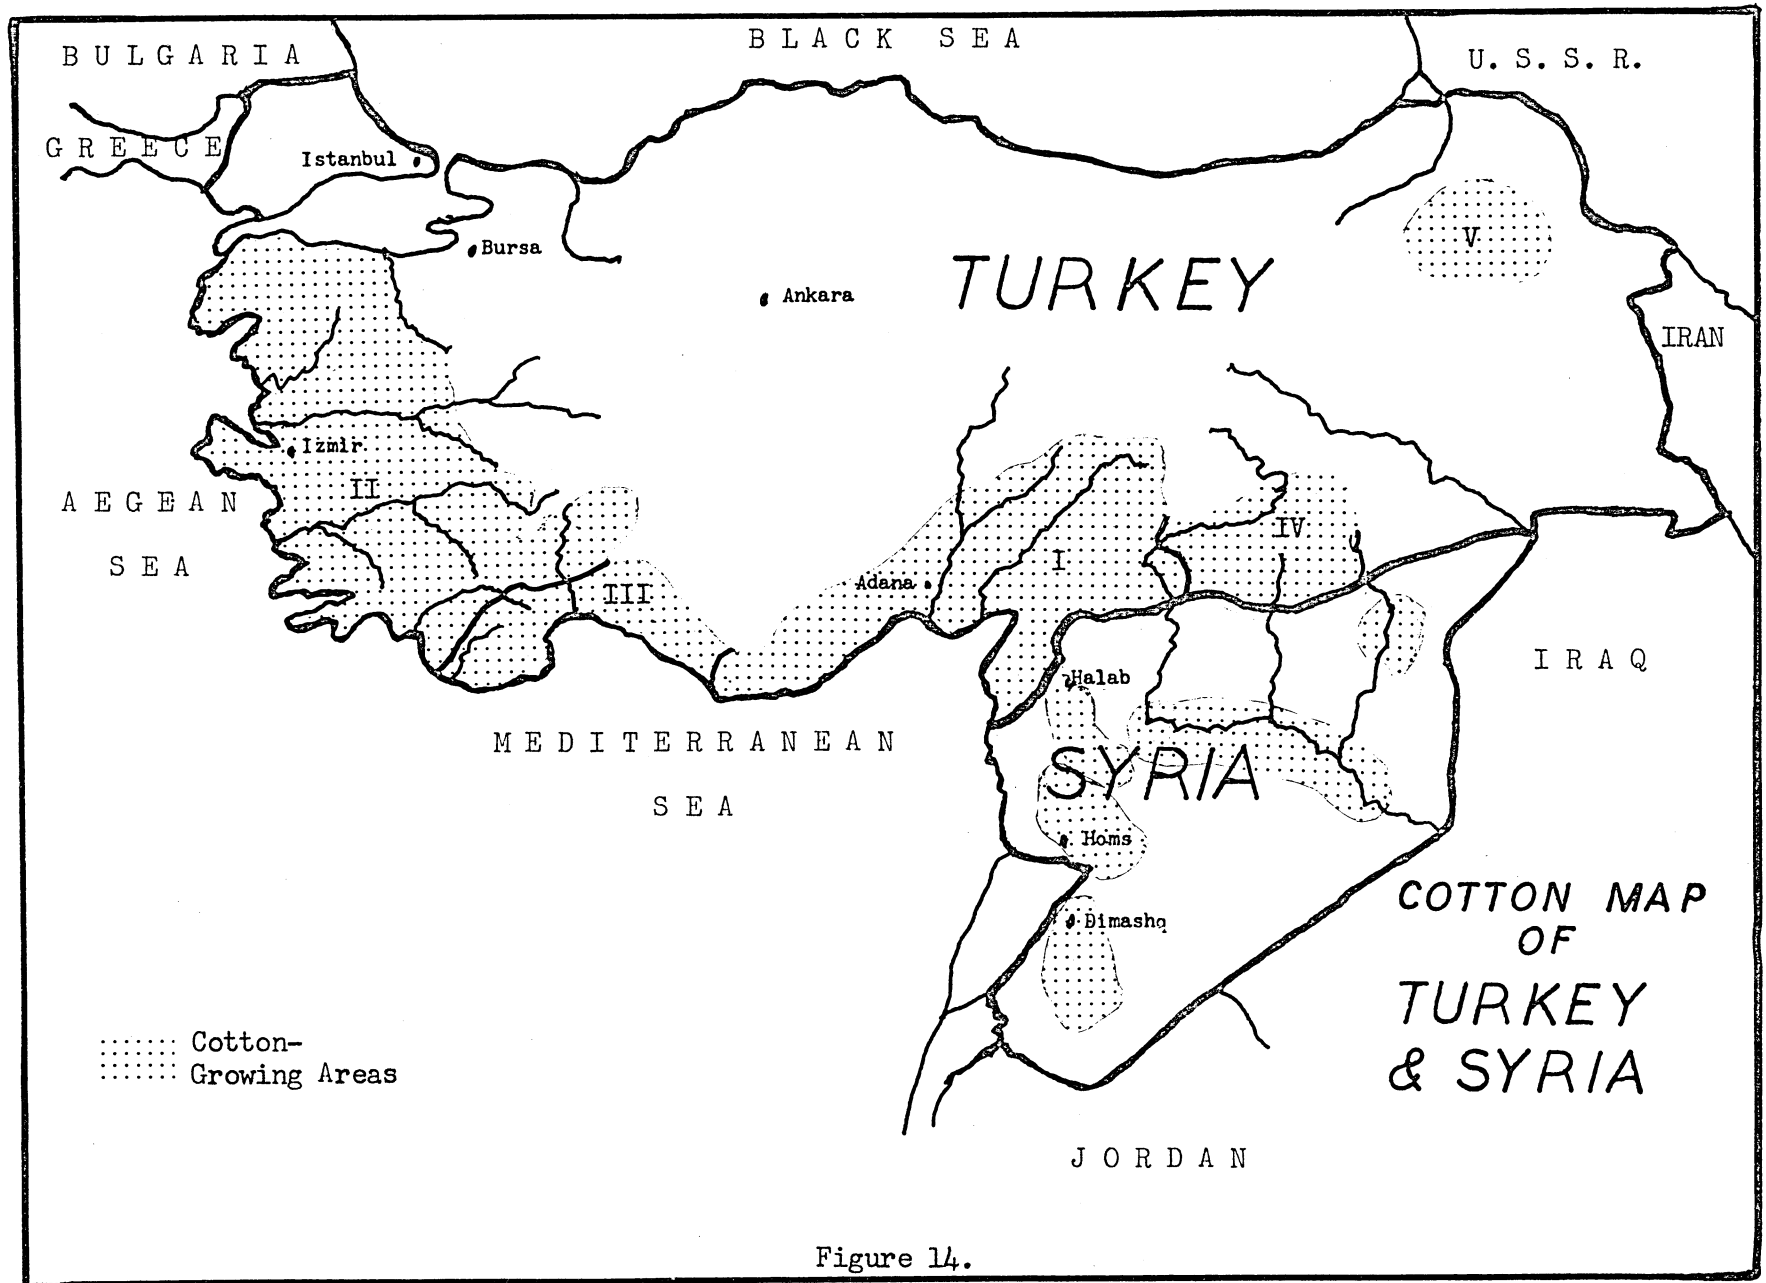 BLACK SEA
BULGARIA
U. S. S. R.
GREECE
Istanbul
V
Bursa
TURKEY
Ankara
IRAN
Izmir
II
AEGEAN
SEA
IV
I
Adana
III
IRAQ
Halab
MEDITERRANEAN
SEA
SYRIA
Homs
COTTON MAP
OF
TURKEY
& SYRIA
Dimashq
Cotton-
Growing Areas
JORDAN
Figure 14.